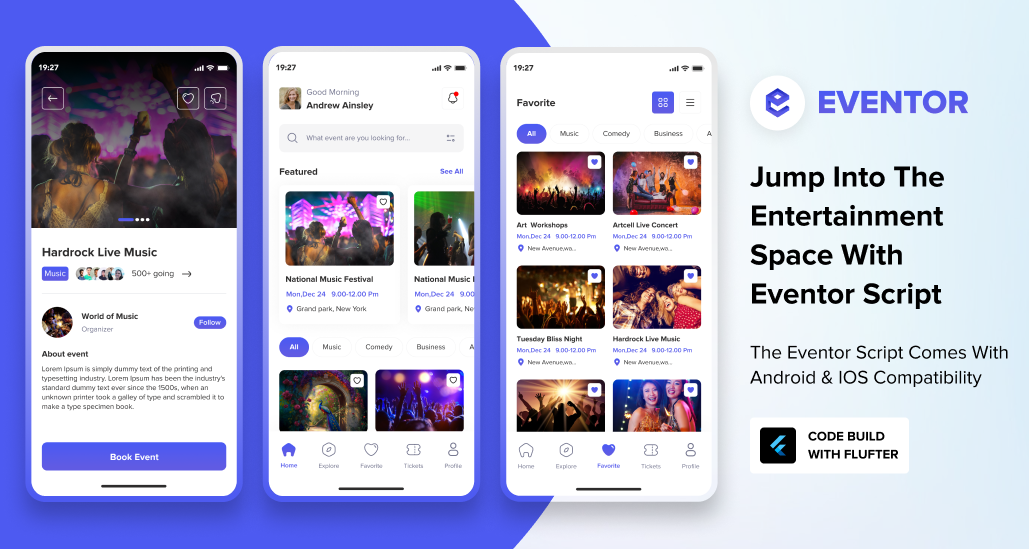 19:27
Hardrock Live Music
Music
500+ going
World of Music
Organizer
Follow
About event
Lorem Ipsum is simply dummy text of the printing and
typesetting industry. Lorem Ipsum has been the industry's
standard dummy text ever since the 1500s, when an
unknown printer took a galley of type and scrambled it to
make a type specimen book.
Book Event
19:27
Good Morning
Andrew Ainsley
What event are you looking for...
Featured
See All
National Music Festival
Mon,Dec 24 9.00-12.00 Pm
Grand park, New York
National Music
Mon,Dec 24 9.00
Grand park, Ne
All
Music
Comedy
Business
A
Home
Explore
Favorite
Tickets
Profile
19:27
Favorite
All
Music
Comedy
Business
A
Art Workshops
Mon,Dec 24 9.00-12.00 Pm
New Avenue,wa...
Artcell Live Concert
Mon,Dec 24 9.00-12.00 Pm
New Avenue,wa...
Tuesday Bliss Night
Mon,Dec 24 9.00-12.00 Pm
New Avenue,wa...
Hardrock Live Music
Mon,Dec 24 9.00-12.00 Pm
New Avenue,wa...
Home
Explore
Favorite
Tickets
Profile
EVENTOR
Jump Into The
Entertainment
Space With
Eventor Script
The Eventor Script Comes With
Android & IOS Compatibility
CODE BUILD
WITH FLUFTER